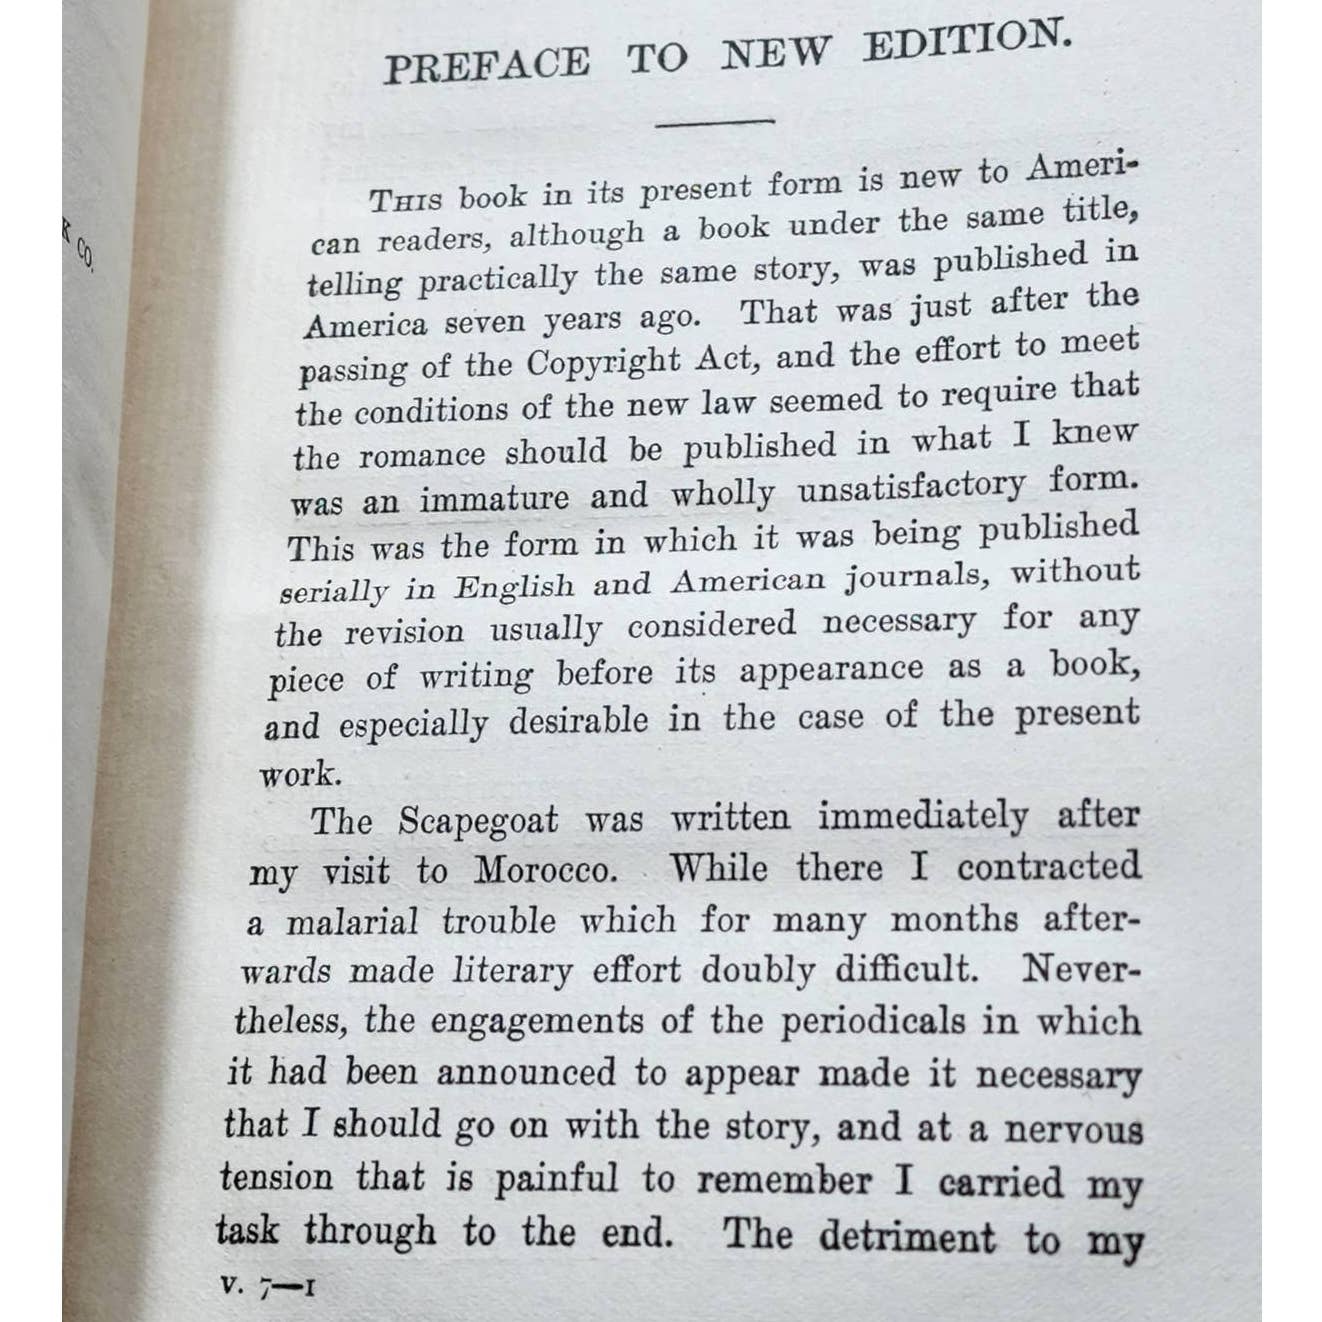 K CO.
PREFACE TO NEW EDITION.
THIS book in its present form is new to Ameri-
can readers, although a book under the same title,
telling practically the same story, was published in
America seven years ago. That was just after the
passing of the Copyright Act, and the effort to meet
the conditions of the new law seemed to require that
the romance should be published in what I knew
was an immature and wholly unsatisfactory form.
This was the form in which it was being published
serially in English and American journals, without
the revision usually considered necessary for any
piece of writing before its appearance as a book,
and especially desirable in the case of the present
work.
The Scapegoat was written immediately after
my visit to Morocco. While there I contracted
a malarial trouble which for many months after-
wards made literary effort doubly difficult. Never-
theless, the engagements of the periodicals in which
it had been announced to appear made it necessary
that I should go on with the story, and at a nervous
tension that is painful to remember I carried my
task through to the end. The detriment to my
V. 7—1